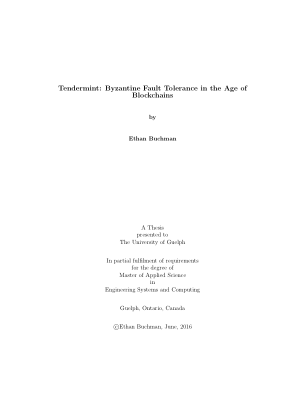 Tendermint: Byzantine Fault Tolerance in the Age of
Blockchains
by
Ethan Buchman
A Thesis
presented to
The University of Guelph
In partial fulfilment of requirements
for the degree of
Master of Applied Science
in
Engineering Systems and Computing
Guelph, Ontario, Canada
©Ethan Buchman, June, 2016